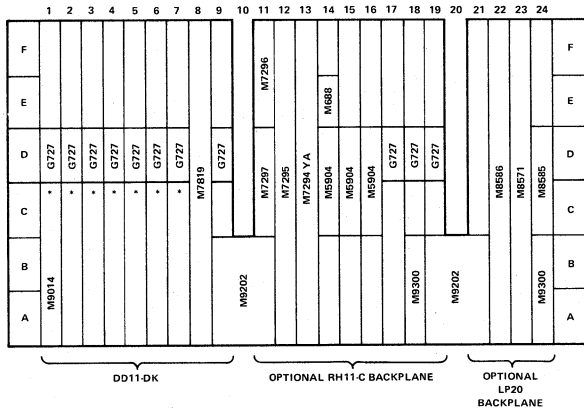 1 2 3 4 5 6 7 8 9 10 11 12 13 14 15 16 17 18 19 20 21 22 23 24
F M7296 F
E M688 E
D G727 G727 G727 G727 G727 G727 G727 M7819 G727 M7297 M7295 M7294 YA M5904 M5904 M5904 G727 G727 G727 M8586 M8571 M8585 D
C * * * * * * * C
B M9014 M9202 M9300 M9202 M9300 B
A A
DD11-DK OPTIONAL RH11-C BACKPLANE OPTIONAL
LP20
BACKPLANE